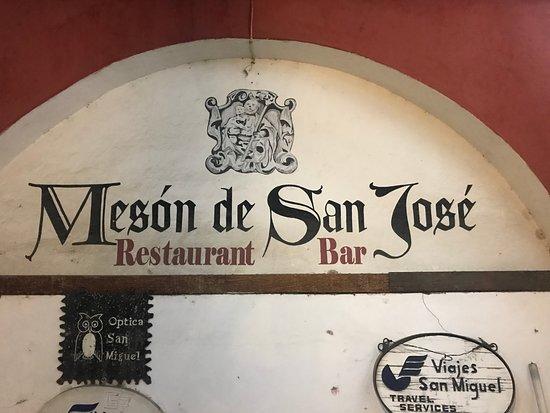 Mesón de San José
Restaurant Bar
Optica
San
Miguel
Viajes
San Miguel
TRAVEL
SERVICES